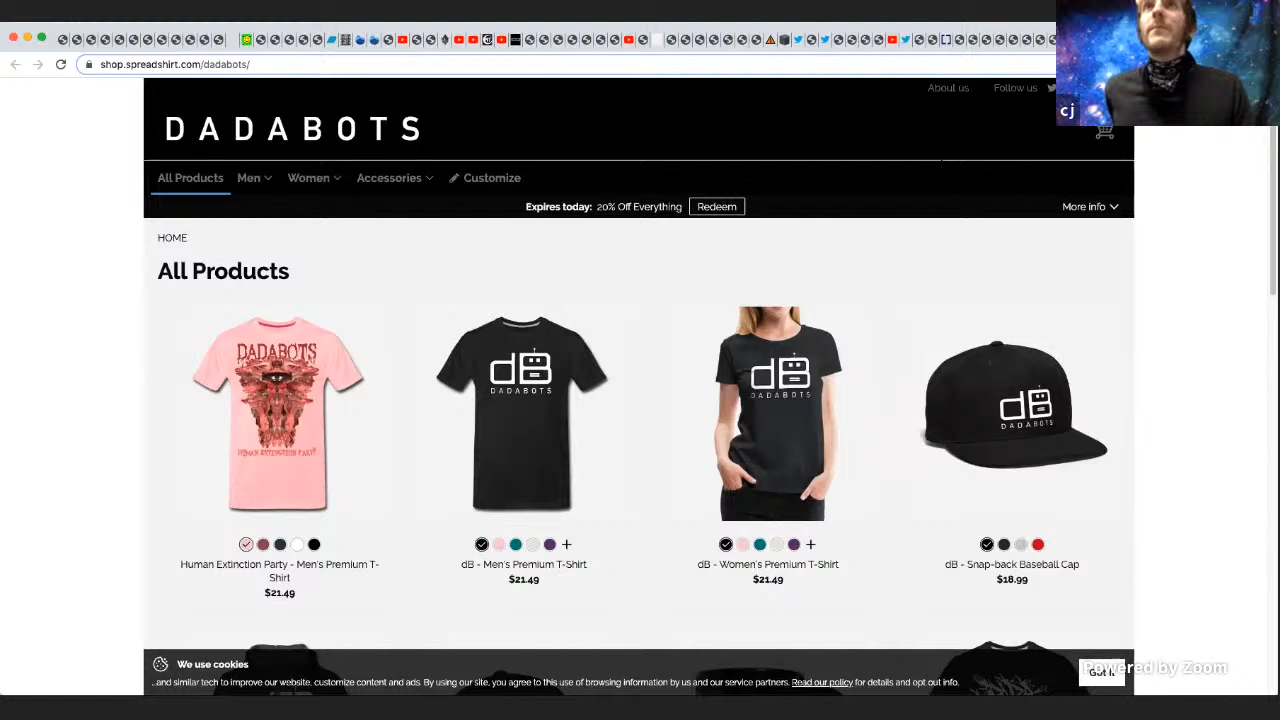 shop.spreadshirt.com/dadabots/
About us Follow us
cj
DADABOTS
All Products Men Women Accessories Customize
Expires today: 20% Off Everything Redeem More info
HOME
All Products
DADABOTS
HUMAN EXTINCTION PARTY
dB
DADABOTS
dB
DADABOTS
dB
DADABOTS
Human Extinction Party - Men's Premium T-
Shirt
$21.49
dB - Men's Premium T-Shirt
$21.49
dB - Women's Premium T-Shirt
$21.49
dB - Snap-back Baseball Cap
$18.99
We use cookies
...and similar tech to improve our website, customize content and ads. By using our site, you agree to this use of browsing information by us and our service partners. Read our policy for details and opt out info.
Got it
Powered by Zoom